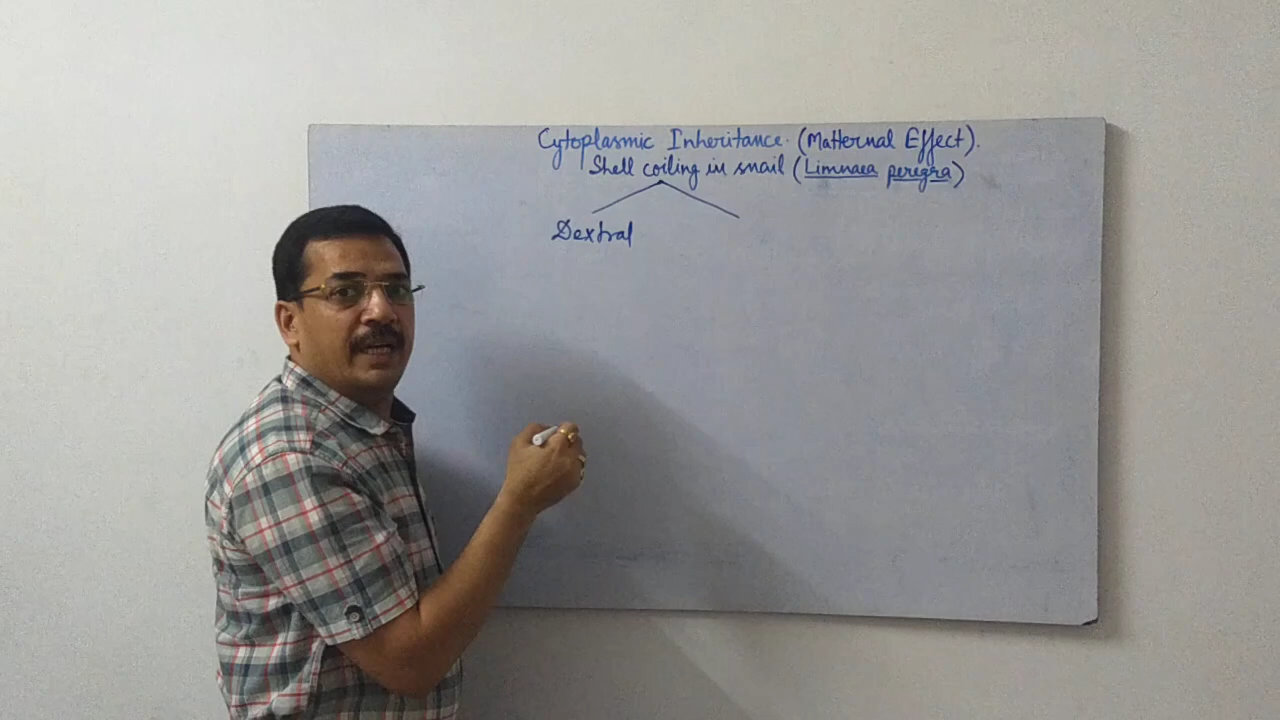 Cytoplasmic Inheritance. (Matternal Effect).
Shell coiling in snail (Limnaea peregra)
Dextral